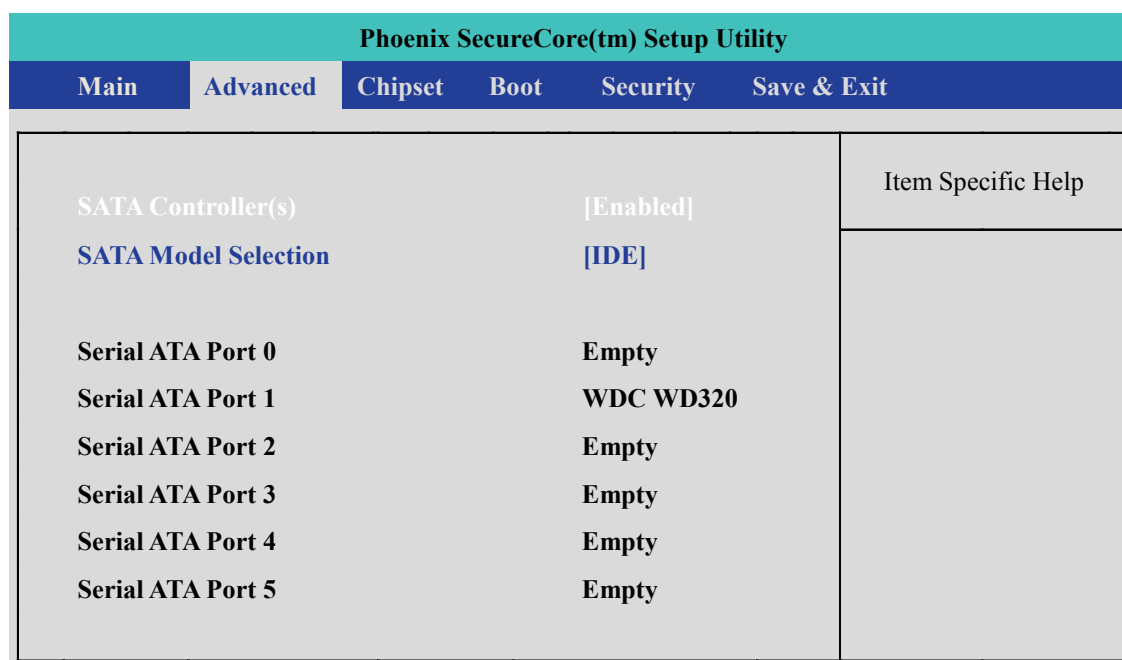 Phoenix SecureCore(tm) Setup Utility
Main Advanced Chipset Boot Security Save & Exit
SATA Controller(s) [Enabled]
Item Specific Help
SATA Model Selection [IDE]
Serial ATA Port 0 Empty
Serial ATA Port 1 WDC WD320
Serial ATA Port 2 Empty
Serial ATA Port 3 Empty
Serial ATA Port 4 Empty
Serial ATA Port 5 Empty